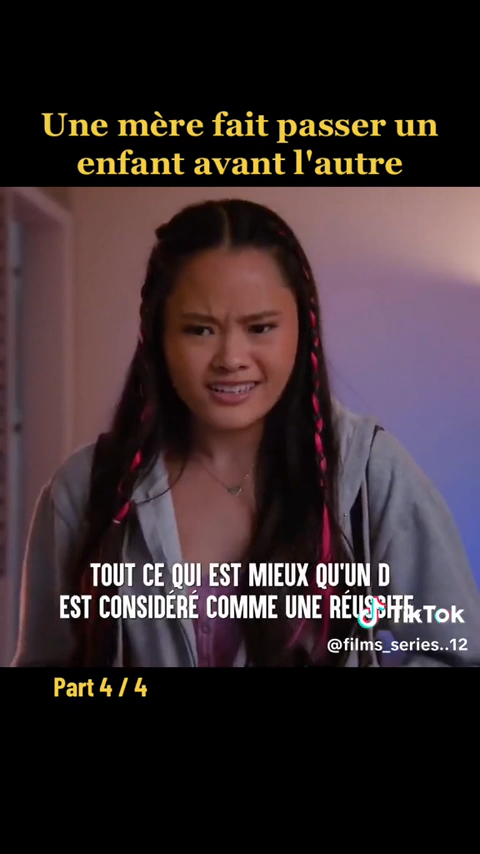 Une mère fait passer un
enfant avant l'autre
TOUT CE QUI EST MIEUX QU'UN D
EST CONSIDÉRÉ COMME UNE RÉUSSITE
TikTok
@films_series..12
Part 4 / 4